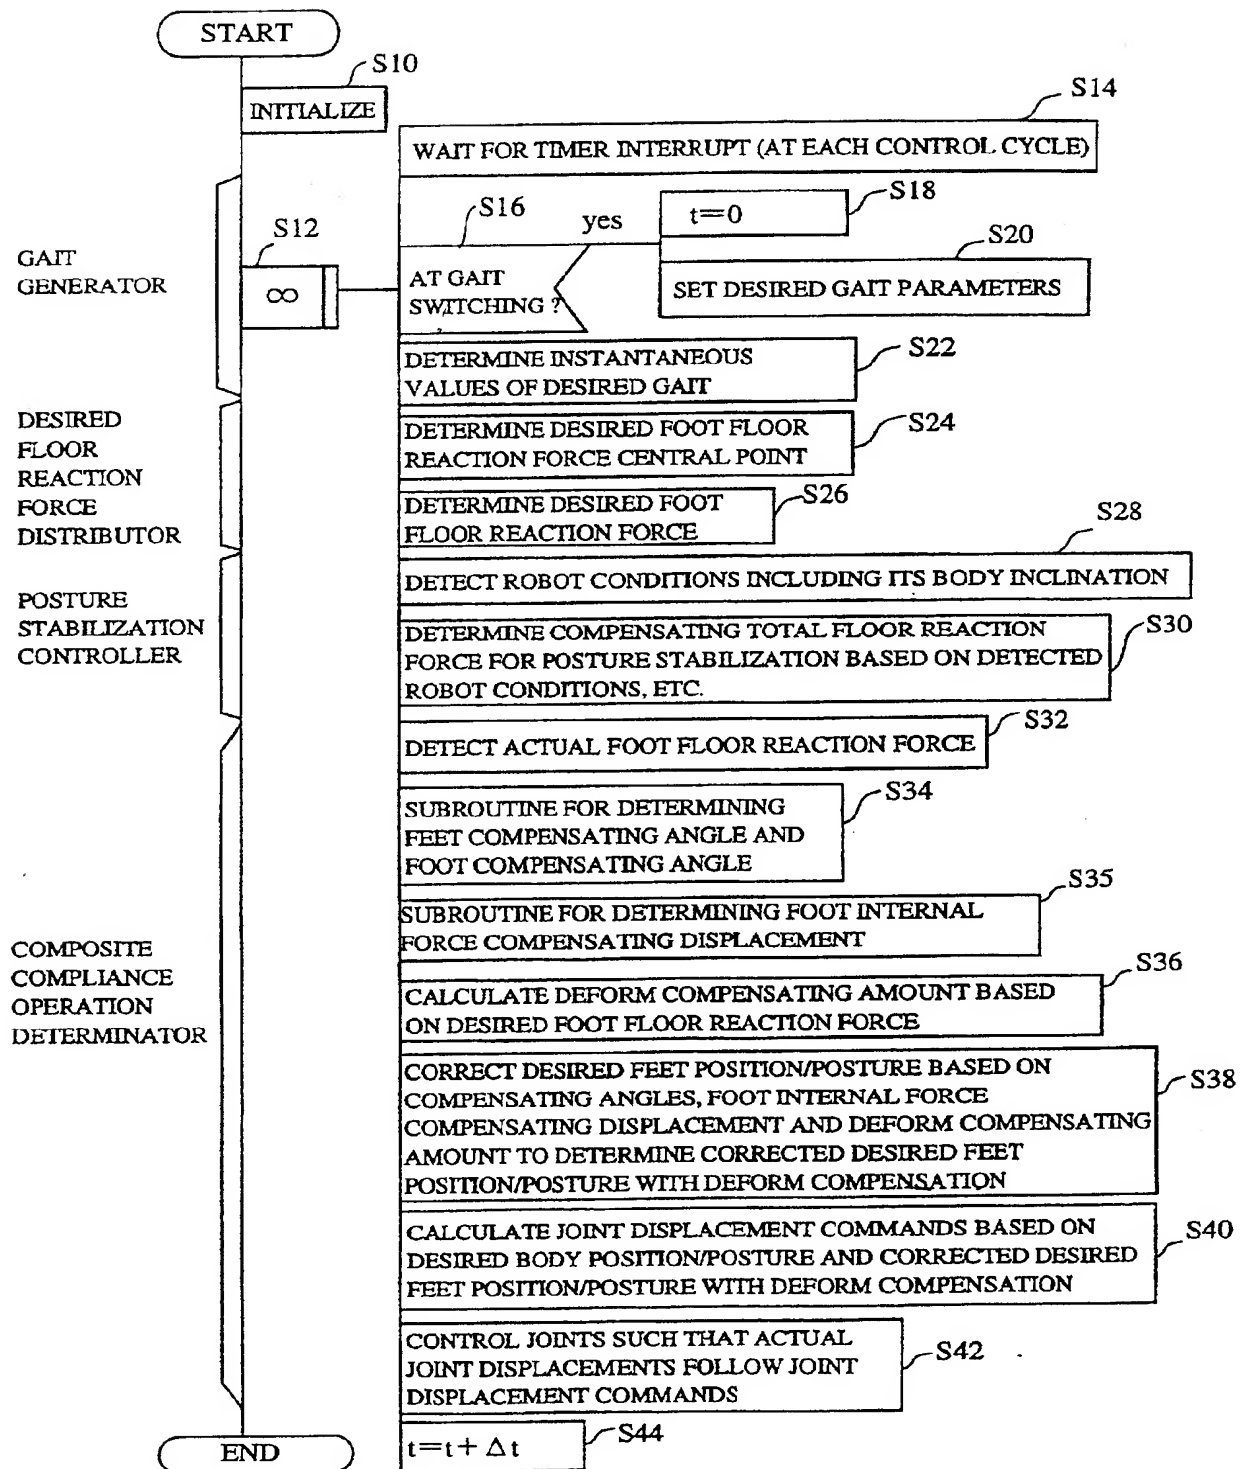 START
S10
INITIALIZE
S14
WAIT FOR TIMER INTERRUPT (AT EACH CONTROL CYCLE)
GAIT
GENERATOR
S12
∞
S16
AT GAIT
SWITCHING ?
yes
S18
t=0
S20
SET DESIRED GAIT PARAMETERS
S22
DETERMINE INSTANTANEOUS
VALUES OF DESIRED GAIT
DESIRED
FLOOR
REACTION
FORCE
DISTRIBUTOR
S24
DETERMINE DESIRED FOOT FLOOR
REACTION FORCE CENTRAL POINT
S26
DETERMINE DESIRED FOOT
FLOOR REACTION FORCE
POSTURE
STABILIZATION
CONTROLLER
S28
DETECT ROBOT CONDITIONS INCLUDING ITS BODY INCLINATION
S30
DETERMINE COMPENSATING TOTAL FLOOR REACTION
FORCE FOR POSTURE STABILIZATION BASED ON DETECTED
ROBOT CONDITIONS, ETC.
S32
DETECT ACTUAL FOOT FLOOR REACTION FORCE
S34
SUBROUTINE FOR DETERMINING
FEET COMPENSATING ANGLE AND
FOOT COMPENSATING ANGLE
COMPOSITE
COMPLIANCE
OPERATION
DETERMINATOR
S35
SUBROUTINE FOR DETERMINING FOOT INTERNAL
FORCE COMPENSATING DISPLACEMENT
S36
CALCULATE DEFORM COMPENSATING AMOUNT BASED
ON DESIRED FOOT FLOOR REACTION FORCE
S38
CORRECT DESIRED FEET POSITION/POSTURE BASED ON
COMPENSATING ANGLES, FOOT INTERNAL FORCE
COMPENSATING DISPLACEMENT AND DEFORM COMPENSATING
AMOUNT TO DETERMINE CORRECTED DESIRED FEET
POSITION/POSTURE WITH DEFORM COMPENSATION
S40
CALCULATE JOINT DISPLACEMENT COMMANDS BASED ON
DESIRED BODY POSITION/POSTURE AND CORRECTED DESIRED
FEET POSITION/POSTURE WITH DEFORM COMPENSATION
S42
CONTROL JOINTS SUCH THAT ACTUAL
JOINT DISPLACEMENTS FOLLOW JOINT
DISPLACEMENT COMMANDS
S44
t=t+ Δt
END